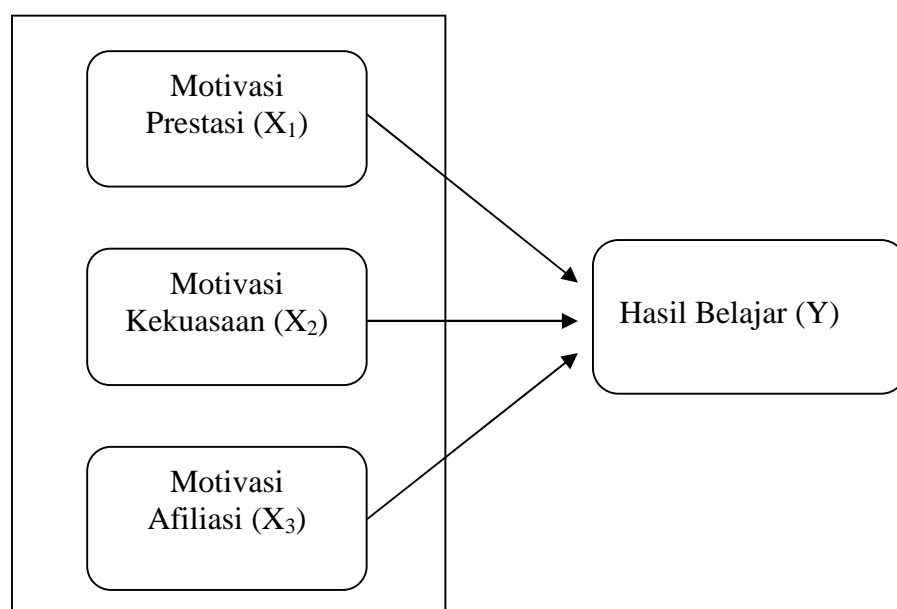 Motivasi
Prestasi (X₁)
Motivasi
Kekuasaan (X₂)
Hasil Belajar (Y)
Motivasi
Afiliasi (X₃)